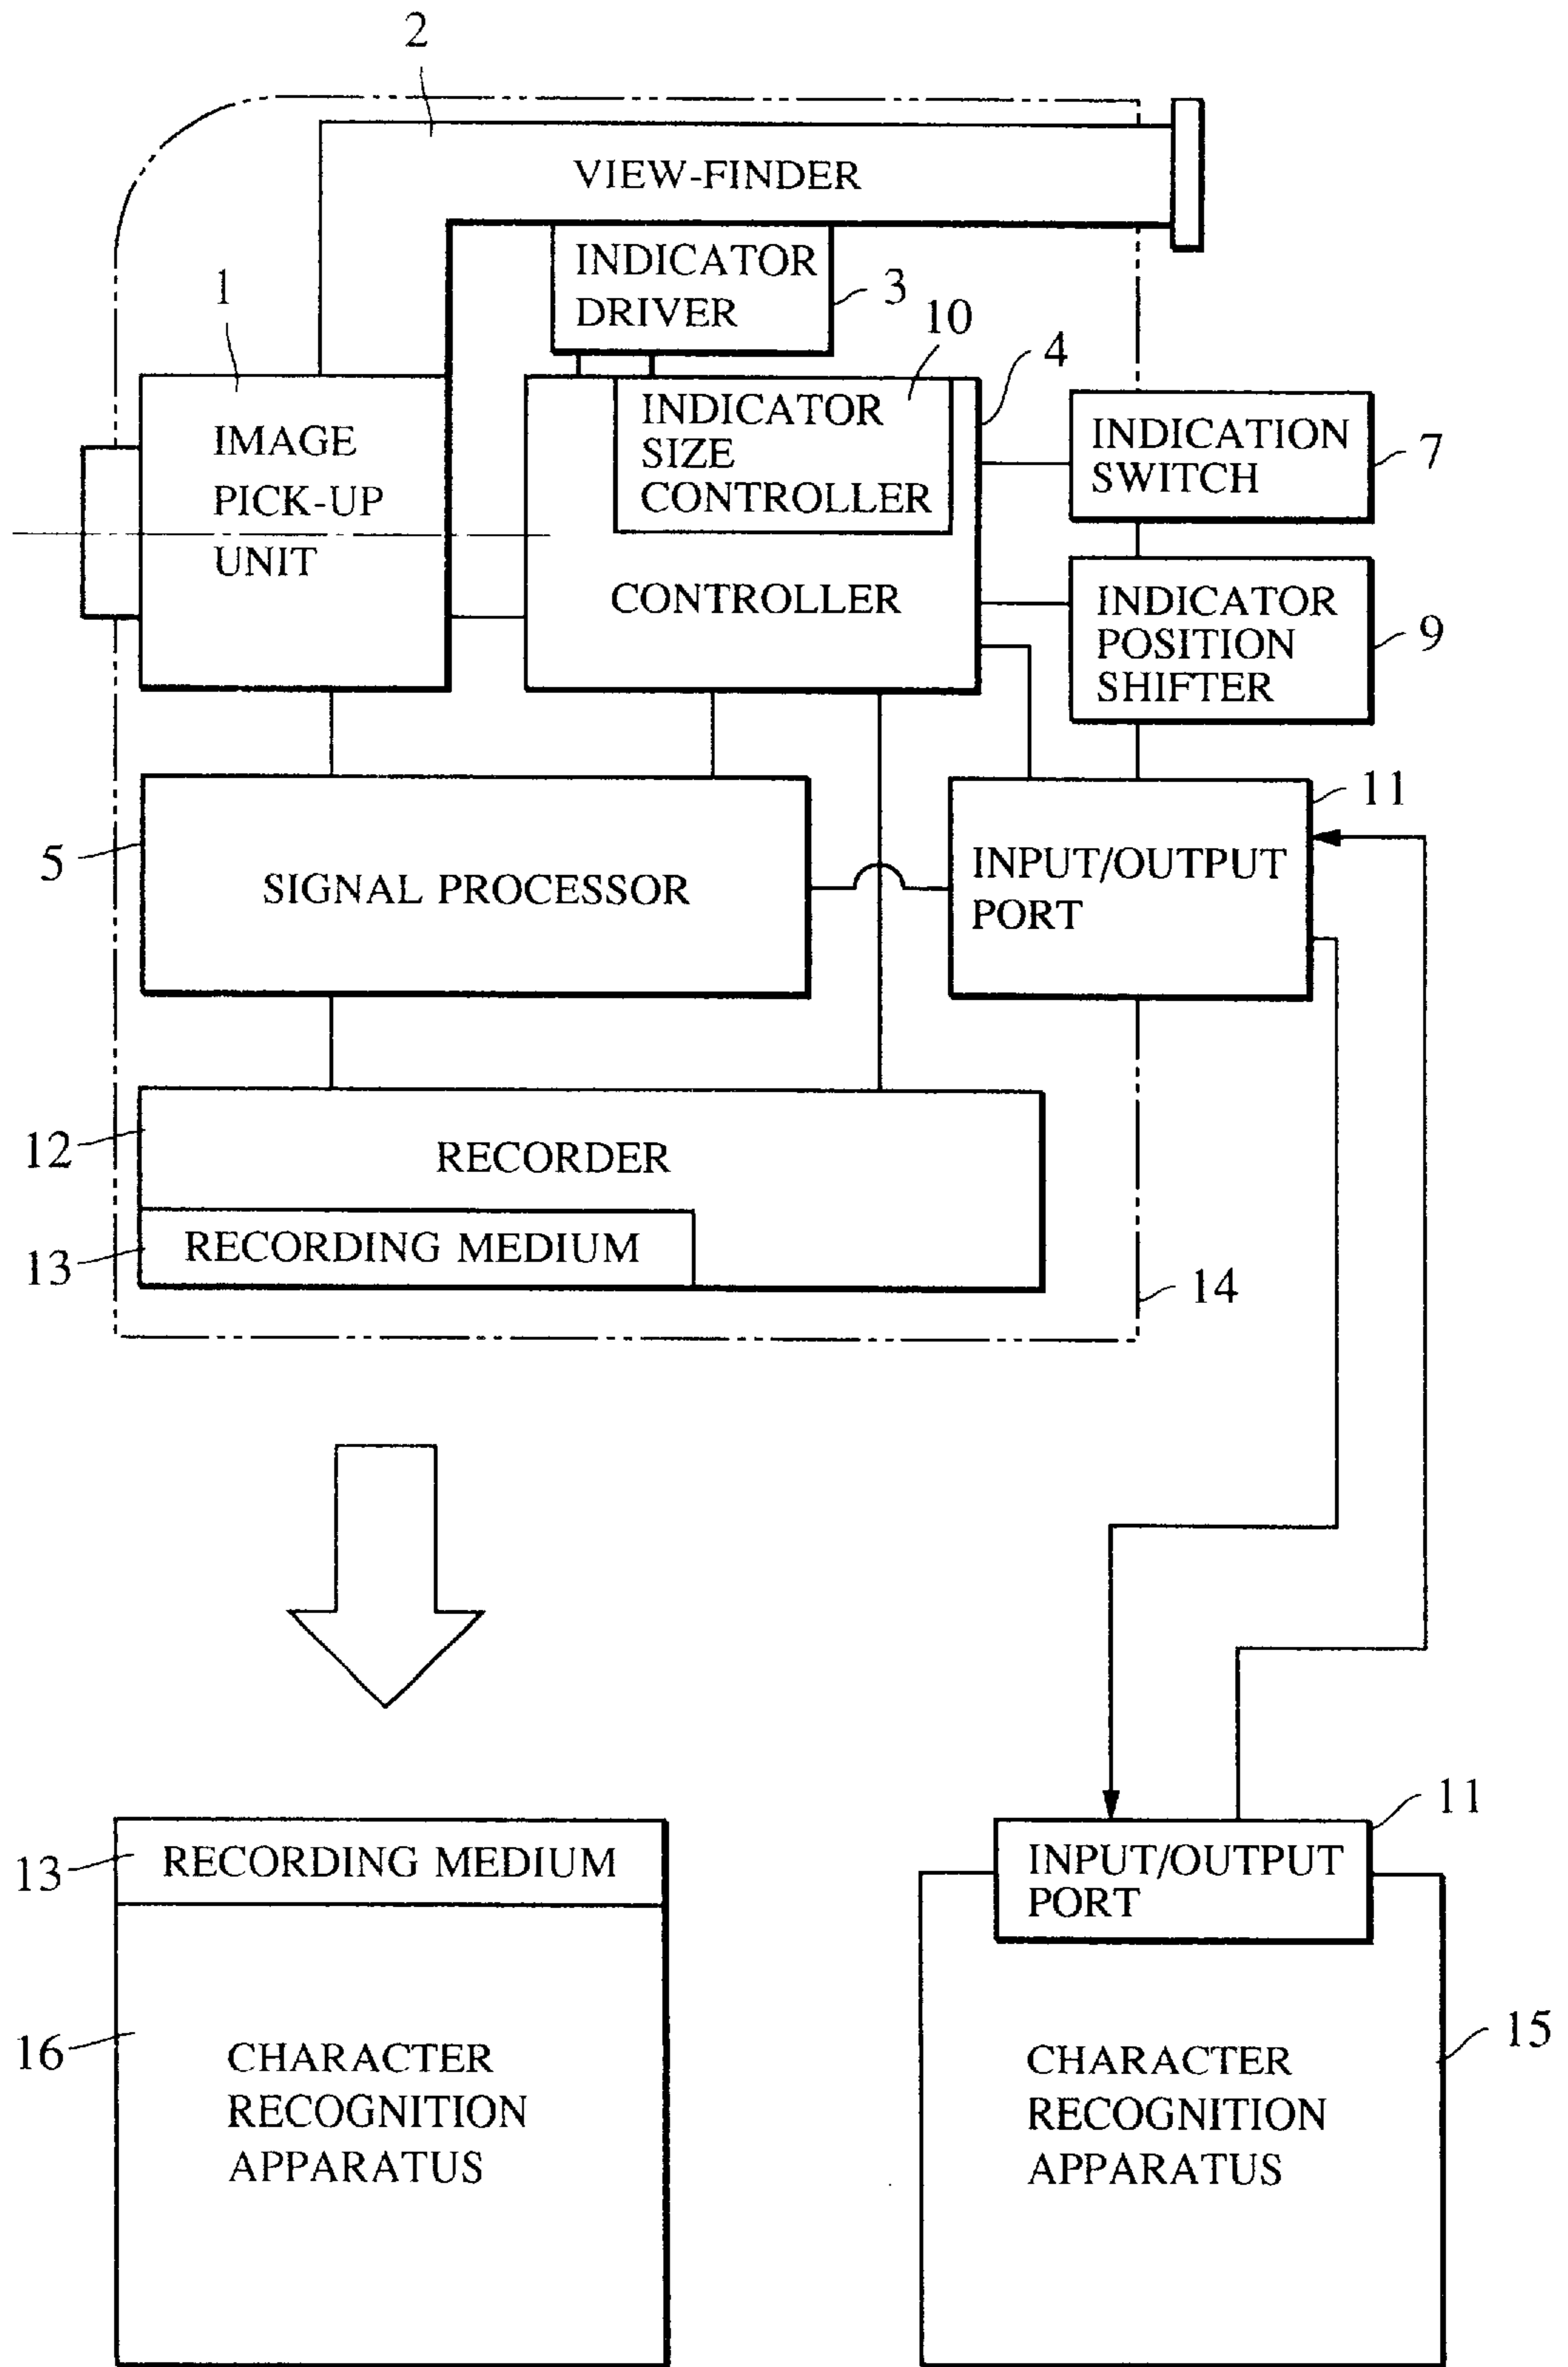 2
VIEW-FINDER
INDICATOR
DRIVER
3
1
10
4
IMAGE
PICK-UP
UNIT
INDICATOR
SIZE
CONTROLLER
CONTROLLER
INDICATION
SWITCH
7
INDICATOR
POSITION
SHIFTER
9
11
5
SIGNAL PROCESSOR
INPUT/OUTPUT
PORT
12
RECORDER
13
RECORDING MEDIUM
14
13
RECORDING MEDIUM
16
CHARACTER
RECOGNITION
APPARATUS
11
INPUT/OUTPUT
PORT
15
CHARACTER
RECOGNITION
APPARATUS